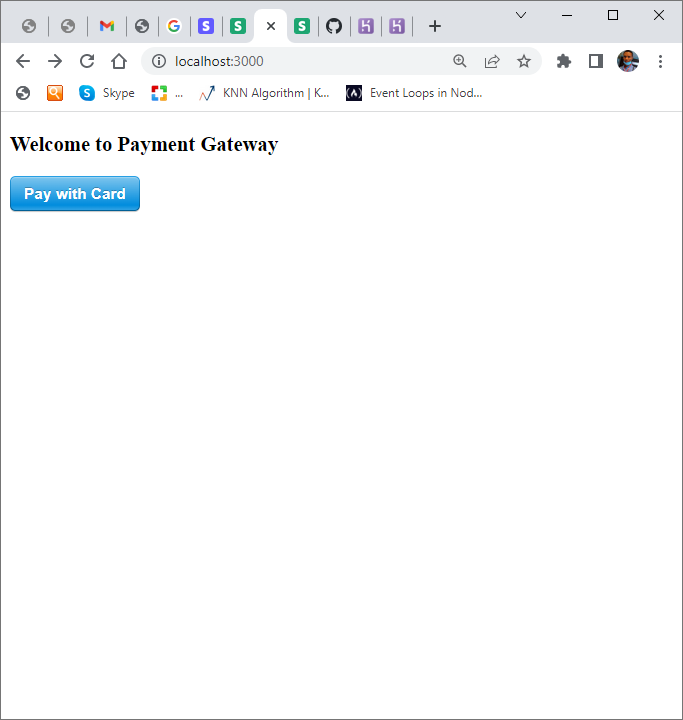 localhost:3000
Skype
...
KNN Algorithm | K...
Event Loops in Nod...
Welcome to Payment Gateway
Pay with Card